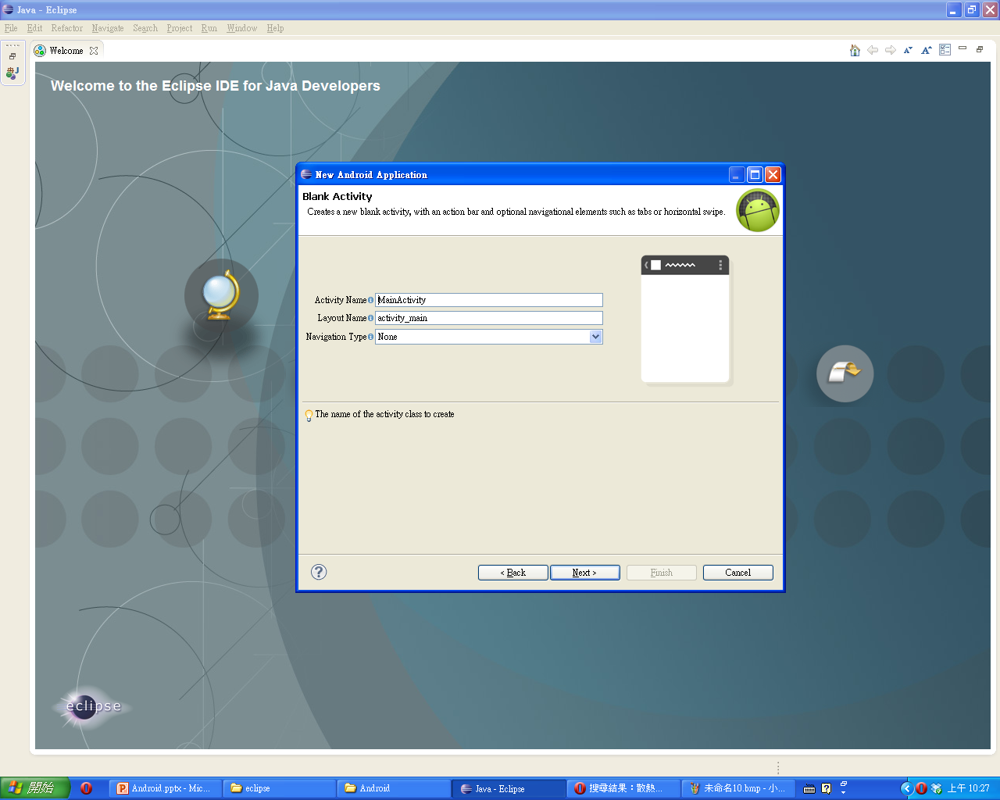 Java - Eclipse
File Edit Refactor Navigate Search Project Run Window Help
Welcome
Welcome to the Eclipse IDE for Java Developers
New Android Application
Blank Activity
Creates a new blank activity, with an action bar and optional navigational elements such as tabs or horizontal swipe.
Activity Name MainActivity
Layout Name activity_main
Navigation Type None
The name of the activity class to create
< Back Next > Finish Cancel
eclipse
開始 Android.pptx - Mic... eclipse Android Java - Eclipse 搜尋結果：散熱... 未命名10.bmp - 小... 上午 10:27